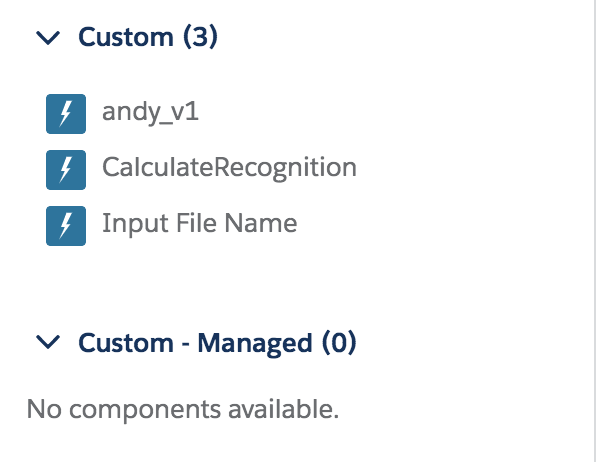 Custom (3)
andy_v1
CalculateRecognition
Input File Name
Custom - Managed (0)
No components available.